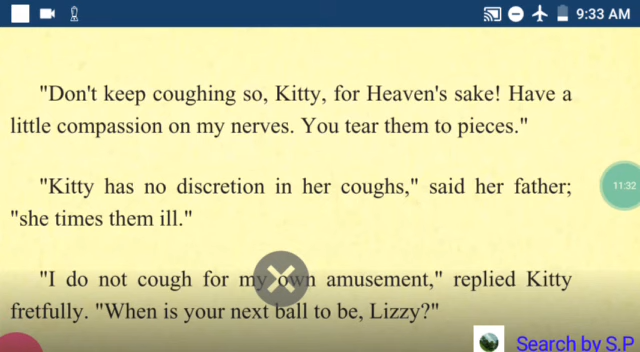 9:33 AM
"Don't keep coughing so, Kitty, for Heaven's sake! Have a
little compassion on my nerves. You tear them to pieces."
"Kitty has no discretion in her coughs," said her father;
11:32
"she times them ill."
"I do not cough for my own amusement," replied Kitty
fretfully. "When is your next ball to be, Lizzy?"
Search by S.P